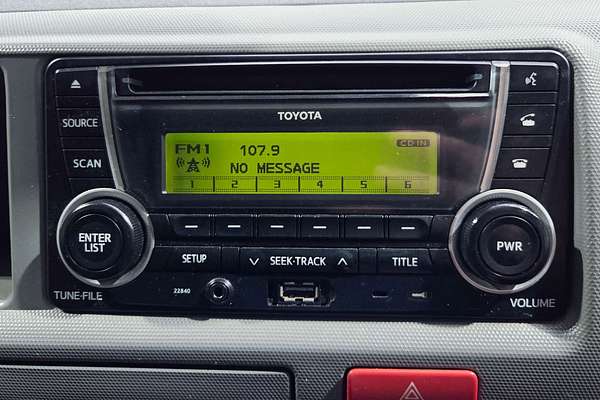 TOYOTA
SOURCE
SCAN
FM1 107.9
CD IN
NO MESSAGE
1 2 3 4 5 6
ENTER
LIST
TUNE·FILE
SETUP
SEEK·TRACK
TITLE
PWR
VOLUME
22840